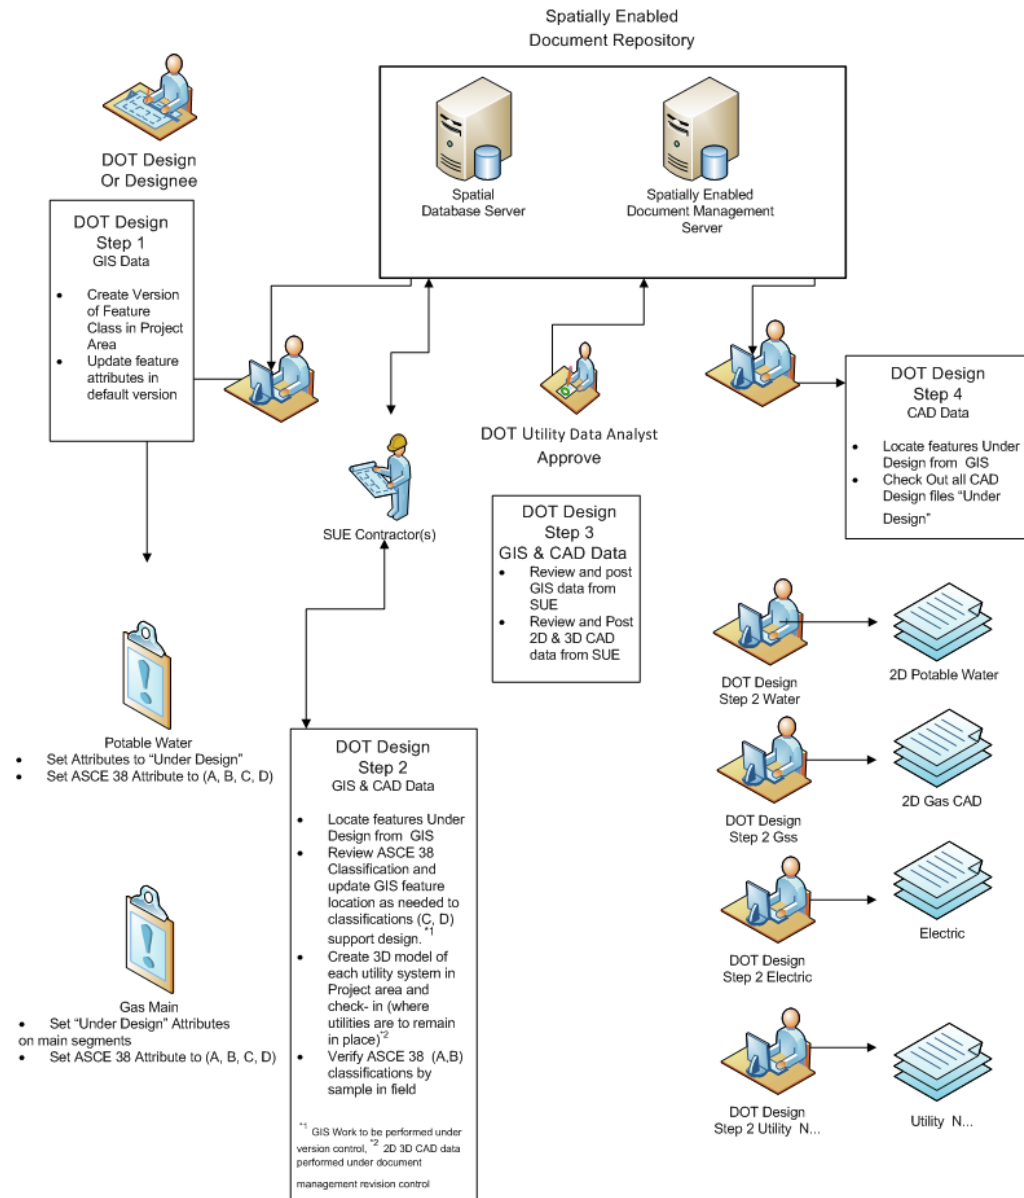 Spatially Enabled
Document Repository
DOT Design
Or Designee
Spatial
Database Server
Spatially Enabled
Document Management
Server
DOT Design
Step 1
GIS Data
• Create Version
of Feature
Class in Project
Area
• Update feature
attributes in
default version
DOT Utility Data Analyst
Approve
DOT Design
Step 4
CAD Data
• Locate features Under
Design from GIS
• Check Out all CAD
Design files “Under
Design”
SUE Contractor(s)
DOT Design
Step 3
GIS & CAD Data
• Review and post
GIS data from
SUE
• Review and Post
2D & 3D CAD
data from SUE
Potable Water
• Set Attributes to “Under Design”
• Set ASCE 38 Attribute to (A, B, C, D)
Gas Main
• Set “Under Design” Attributes
on main segments
• Set ASCE 38 Attribute to (A, B, C, D)
DOT Design
Step 2
GIS & CAD Data
• Locate features Under
Design from GIS
• Review ASCE 38
Classification and
update GIS feature
location as needed to
classifications (C, D)
support design. *1
• Create 3D model of
each utility system in
Project area and
check- in (where
utilities are to remain
in place)*2
• Verify ASCE 38 (A,B)
classifications by
sample in field
*1 GIS Work to be performed under
version control, *2 2D 3D CAD data
performed under document
management revision control
DOT Design
Step 2 Water
2D Potable Water
DOT Design
Step 2 Gss
2D Gas CAD
DOT Design
Step 2 Electric
Electric
DOT Design
Step 2 Utility N...
Utility N...